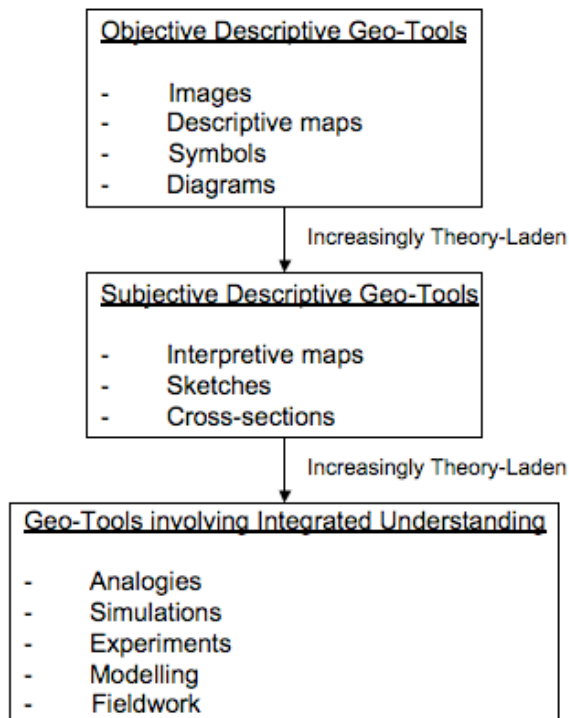 Objective Descriptive Geo-Tools
- Images
- Descriptive maps
- Symbols
- Diagrams
Increasingly Theory-Laden
Subjective Descriptive Geo-Tools
- Interpretive maps
- Sketches
- Cross-sections
Increasingly Theory-Laden
Geo-Tools involving Integrated Understanding
- Analogies
- Simulations
- Experiments
- Modelling
- Fieldwork